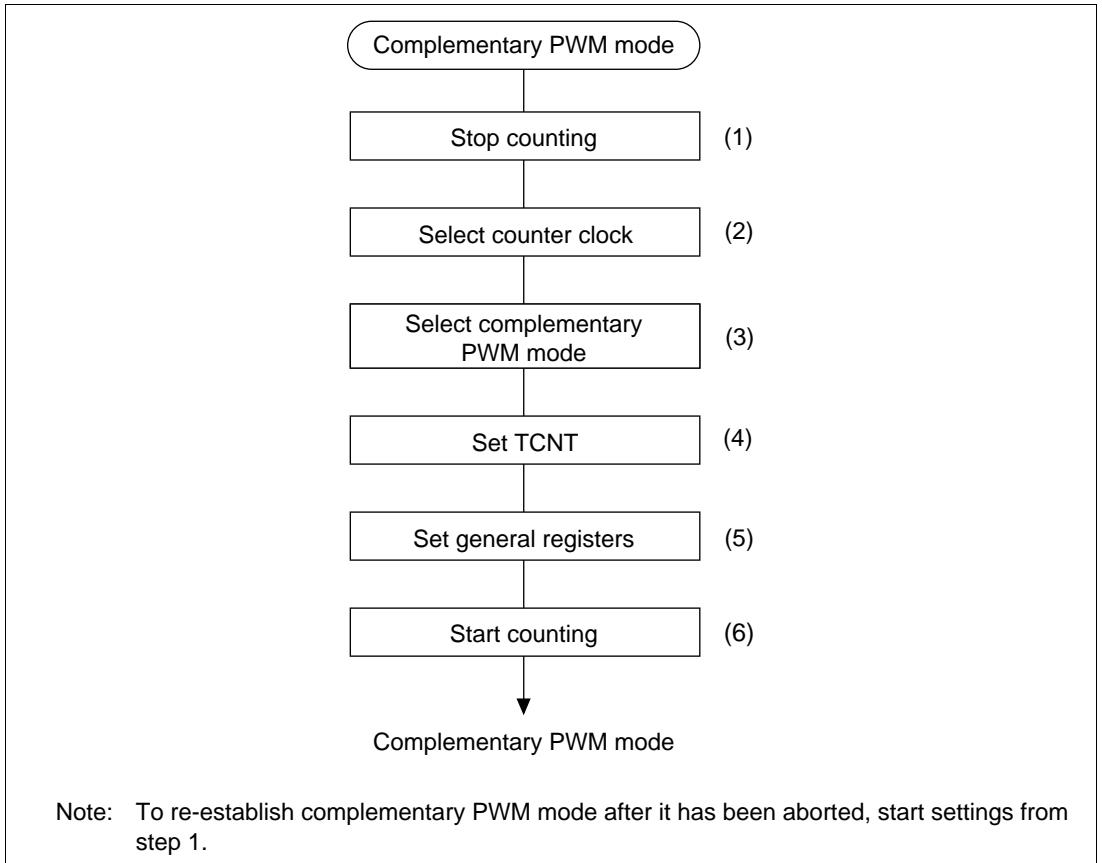 Complementary PWM mode
Stop counting (1)
Select counter clock (2)
Select complementary
PWM mode (3)
Set TCNT (4)
Set general registers (5)
Start counting (6)
Complementary PWM mode
Note: To re-establish complementary PWM mode after it has been aborted, start settings from
step 1.